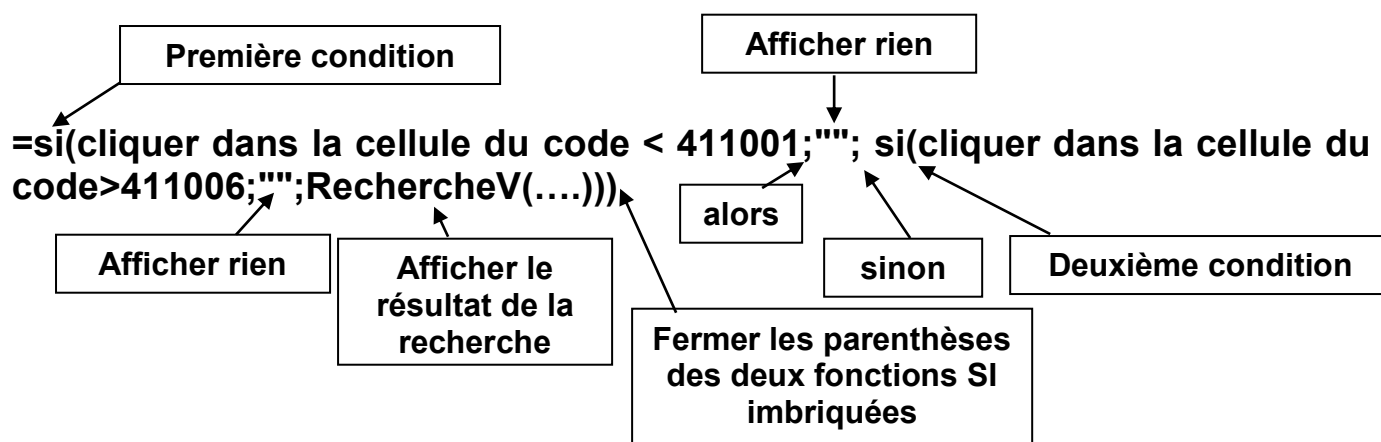 Première condition
Afficher rien
=si(cliquer dans la cellule du code < 411001;""; si(cliquer dans la cellule du
code>411006;"";RechercheV(….)))
alors
Afficher rien
Afficher le
résultat de la
recherche
sinon
Deuxième condition
Fermer les parenthèses
des deux fonctions SI
imbriquées